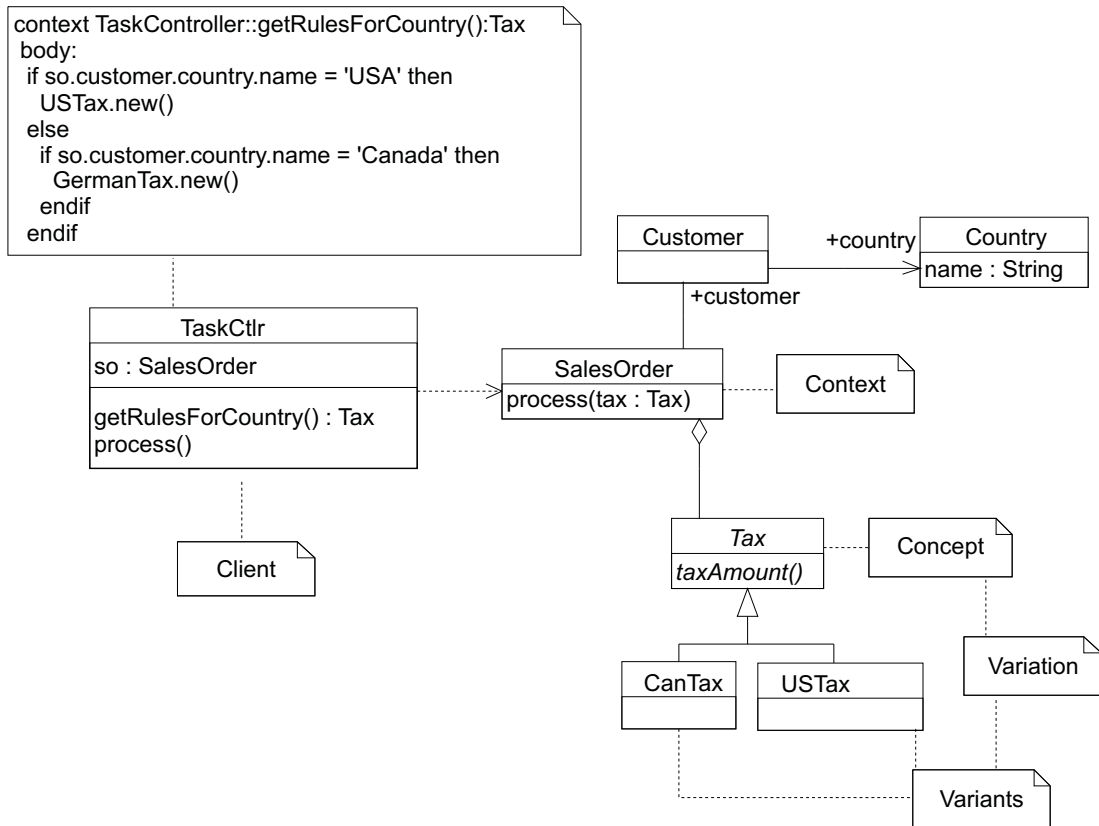 context TaskController::getRulesForCountry():Tax
body:
if so.customer.country.name = 'USA' then
USTax.new()
else
if so.customer.country.name = 'Canada' then
GermanTax.new()
endif
endif
Customer
+country
Country
name : String
+customer
TaskCtlr
so : SalesOrder
getRulesForCountry() : Tax
process()
SalesOrder
process(tax : Tax)
Context
Client
Tax
taxAmount()
Concept
Variation
CanTax
USTax
Variants